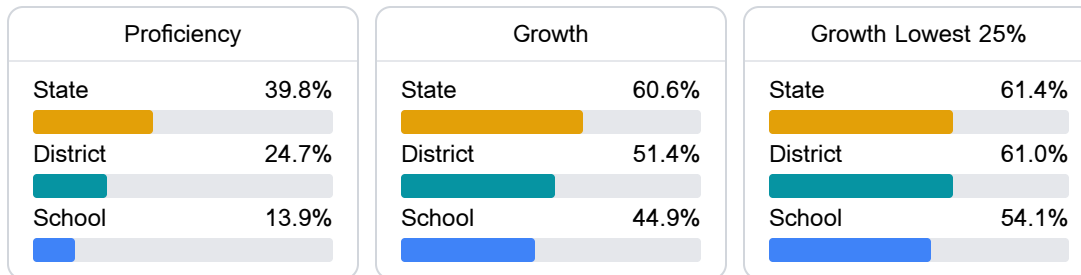 Proficiency
State 39.8%
District 24.7%
School 13.9%
Growth
State 60.6%
District 51.4%
School 44.9%
Growth Lowest 25%
State 61.4%
District 61.0%
School 54.1%